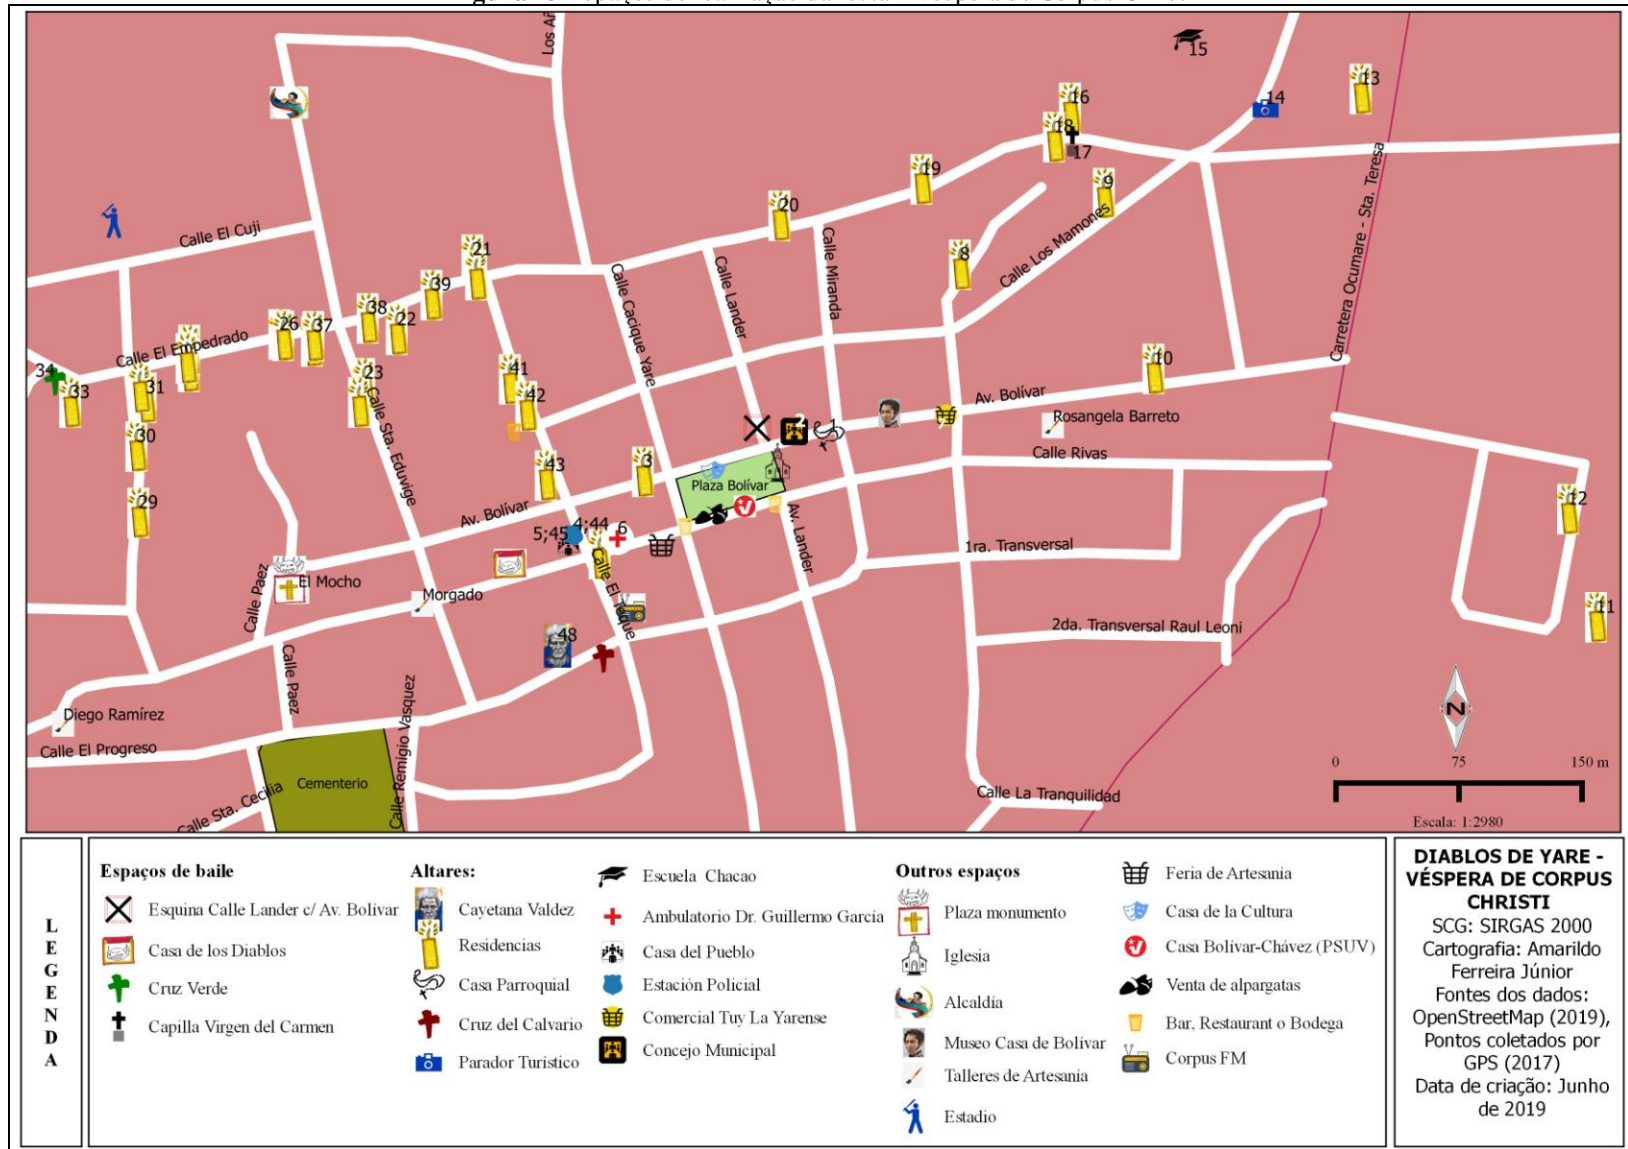 Los Añ
15
13
14
16
18
17
19
9
20
Calle El Cuji
21
Calle Miranda
8
Calle Los Mamones
Carretera Ocumare - Sta. Teresa
Calle Lander
Calle Cacique Yare
39
38
22
26
37
Calle El Empedrado
34
33
31
23
41
42
10
Av. Bolívar
Rosangela Barreto
1
Calle Rivas
30
Calle Sta. Eduvige
43
3
Plaza Bolívar
29
12
Av. Bolívar
4;44
5;45
6
Av. Lander
1ra. Transversal
El Mocho
Calle Paez
Morgado
Calle El Toque
11
48
2da. Transversal Raul Leoni
Calle Paez
Calle Remigio Vasquez
Diego Ramírez
N
Calle El Progreso
Cementerio
0 75 150 m
Calle La Tranquilidad
Calle Sta. Cecilia
Escala: 1:2980
LEGENDA
Espaços de baile
Esquina Calle Lander c/ Av. Bolívar
Casa de los Diablos
Cruz Verde
Capilla Virgen del Carmen
Altares:
Cayetana Valdez
Residencias
Casa Parroquial
Cruz del Calvario
Parador Turístico
Escuela Chacao
Ambulatorio Dr. Guillermo García
Casa del Pueblo
Estación Policial
Comercial Tuy La Yarense
Concejo Municipal
Outros espaços
Plaza monumento
Iglesia
Alcaldía
Museo Casa de Bolívar
Talleres de Artesania
Estadio
Feria de Artesania
Casa de la Cultura
Casa Bolívar-Chávez (PSUV)
Venta de alpargatas
Bar, Restaurant o Bodega
Corpus FM
DIABLOS DE YARE -
VÉSPERA DE CORPUS
CHRISTI
SCG: SIRGAS 2000
Cartografia: Amarildo
Ferreira Júnior
Fontes dos dados:
OpenStreetMap (2019),
Pontos coletados por
GPS (2017)
Data de criação: Junho
de 2019